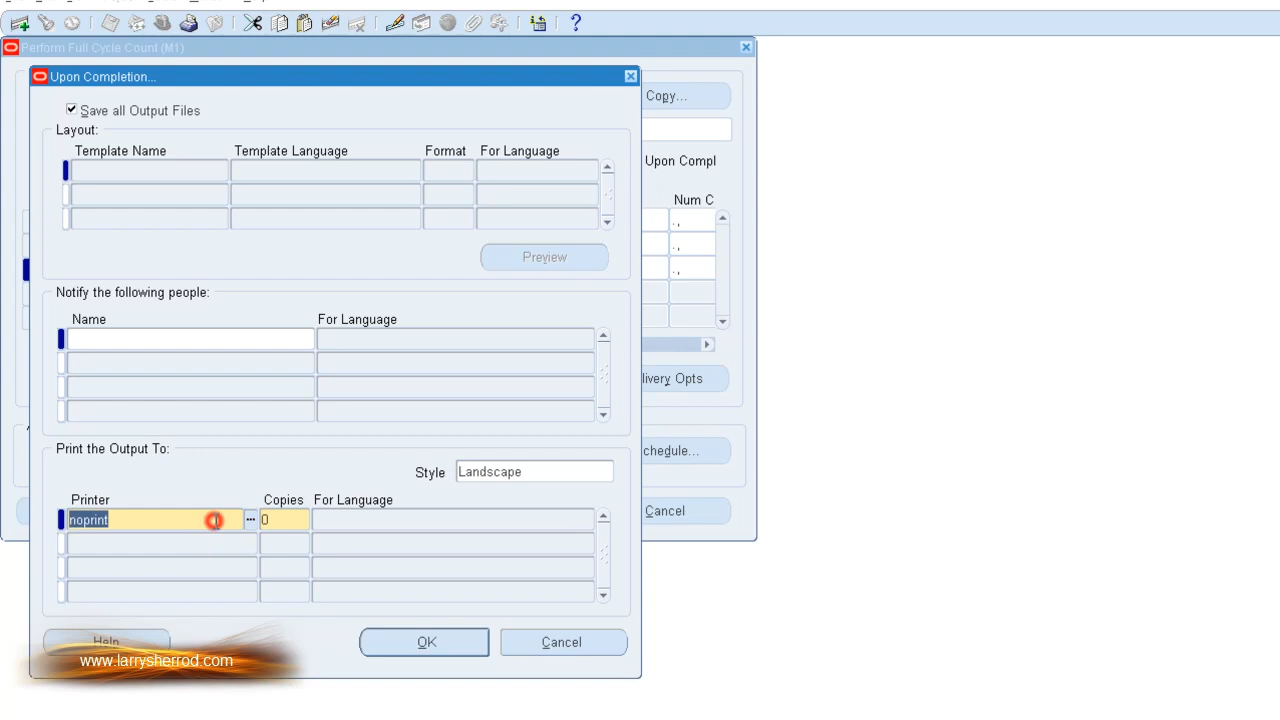 Perform Full Cycle Count (M1)
Upon Completion...
Copy...
Save all Output Files
Layout:
Template Name Template Language Format For Language
Upon Compl
Num C
. ,
. ,
. ,
Preview
Notify the following people:
Name For Language
livery Opts
Print the Output To:
chedule...
Style Landscape
Printer Copies For Language
Cancel
noprint ... 0
Help OK Cancel
www.larrysherrod.com